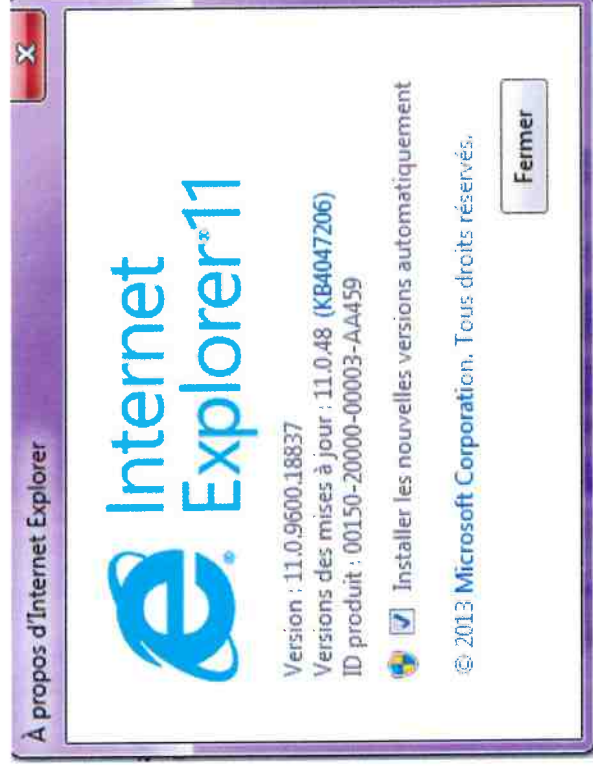 À propos d'Internet Explorer
x
Internet
Explorer®11
Version : 11.0.9600.18837
Versions des mises à jour : 11.0.48 (KB4047206)
ID produit : 00150-20000-00003-AA459
Installer les nouvelles versions automatiquement
© 2013 Microsoft Corporation. Tous droits réservés.
Fermer